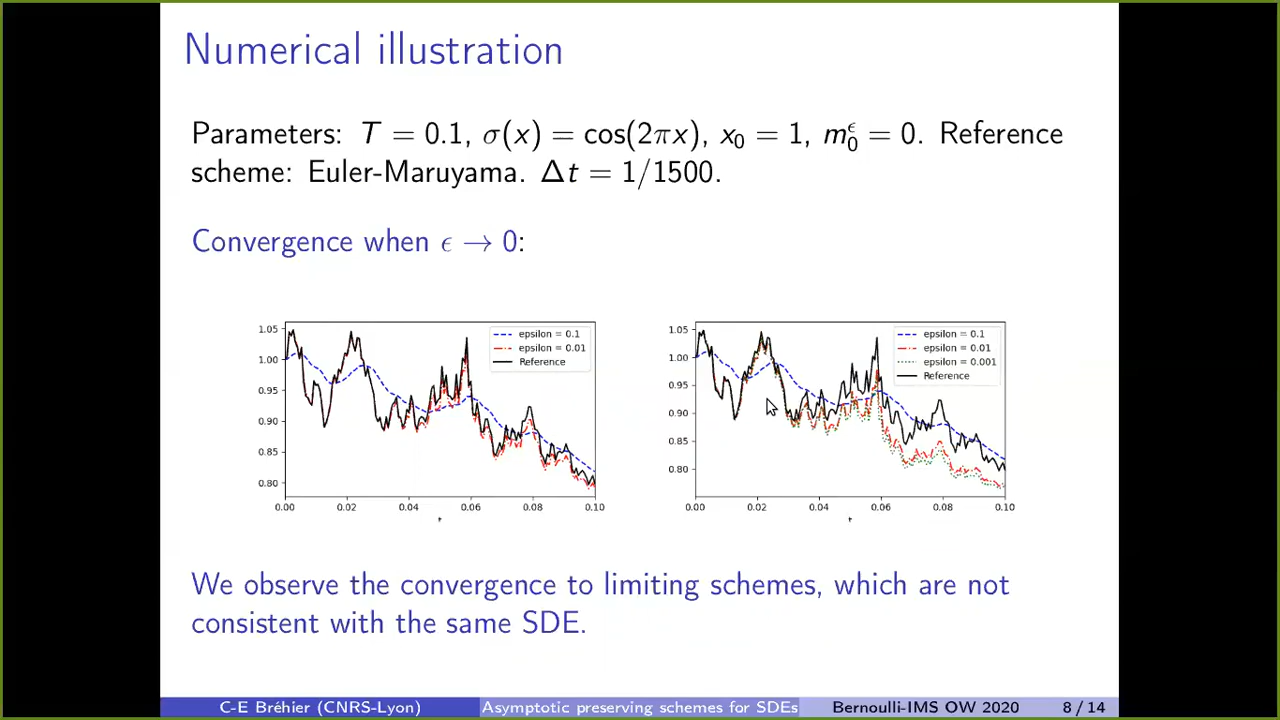 Numerical illustration
Parameters: T = 0.1, σ(x) = cos(2πx), x₀ = 1, m₀^ϵ = 0. Reference
scheme: Euler-Maruyama. Δt = 1/1500.
Convergence when ϵ → 0:
1.05
1.00
0.95
0.90
0.85
0.80
0.00 0.02 0.04 0.06 0.08 0.10
t
epsilon = 0.1
epsilon = 0.01
Reference
1.05
1.00
0.95
0.90
0.85
0.80
0.00 0.02 0.04 0.06 0.08 0.10
t
epsilon = 0.1
epsilon = 0.01
epsilon = 0.001
Reference
We observe the convergence to limiting schemes, which are not
consistent with the same SDE.
C-E Bréhier (CNRS-Lyon) Asymptotic preserving schemes for SDEs Bernoulli-IMS OW 2020 8 / 14